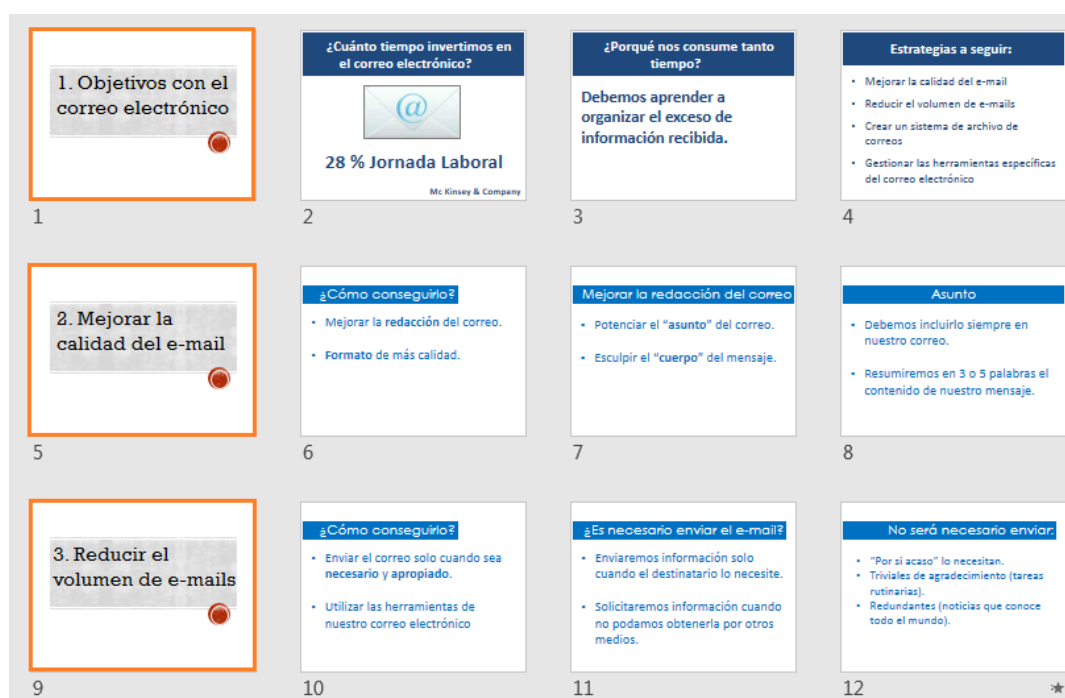 1. Objetivos con el
correo electrónico
1
¿Cuánto tiempo invertimos en
el correo electrónico?
@
28 % Jornada Laboral
Mc Kinsey & Company
2
¿Porqué nos consume tanto
tiempo?
Debemos aprender a
organizar el exceso de
información recibida.
3
Estrategias a seguir:
• Mejorar la calidad del e-mail
• Reducir el volumen de e-mails
• Crear un sistema de archivo de
correos
• Gestionar las herramientas específicas
del correo electrónico
4
2. Mejorar la
calidad del e-mail
5
¿Cómo conseguirlo?
• Mejorar la redacción del correo.
• Formato de más calidad.
6
Mejorar la redacción del correo
• Potenciar el “asunto” del correo.
• Esculpir el “cuerpo” del mensaje.
7
Asunto
• Debemos incluirlo siempre en
nuestro correo.
• Resumiremos en 3 o 5 palabras el
contenido de nuestro mensaje.
8
3. Reducir el
volumen de e-mails
9
¿Cómo conseguirlo?
• Enviar el correo solo cuando sea
necesario y apropiado.
• Utilizar las herramientas de
nuestro correo electrónico
10
¿Es necesario enviar el e-mail?
• Enviaremos información solo
cuando el destinatario lo necesite.
• Solicitaremos información cuando
no podamos obtenerla por otros
medios.
11
No será necesario enviar:
• “Por si acaso” lo necesitan.
• Triviales de agradecimiento (tareas
rutinarias).
• Redundantes (noticias que conoce
todo el mundo).
12